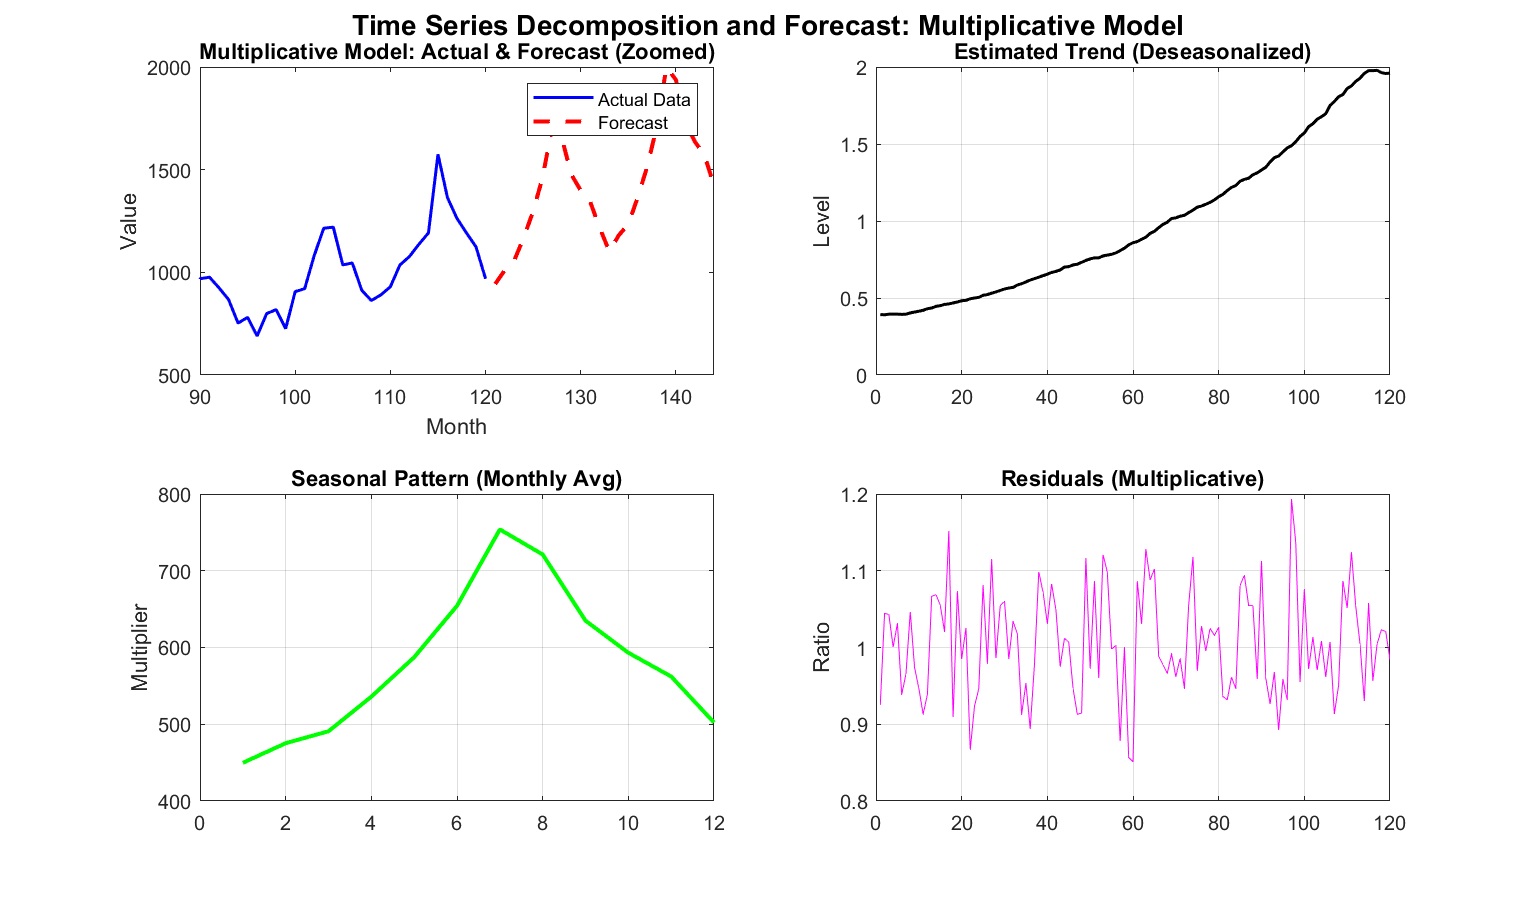 Time Series Decomposition and Forecast: Multiplicative Model
Multiplicative Model: Actual & Forecast (Zoomed)
2000
1500
1000
500
Value
90 100 110 120 130 140
Month
Actual Data
Forecast
Estimated Trend (Deseasonalized)
2
1.5
1
0.5
0
Level
0 20 40 60 80 100 120
Seasonal Pattern (Monthly Avg)
800
700
600
500
400
Multiplier
0 2 4 6 8 10 12
Residuals (Multiplicative)
1.2
1.1
1
0.9
0.8
Ratio
0 20 40 60 80 100 120